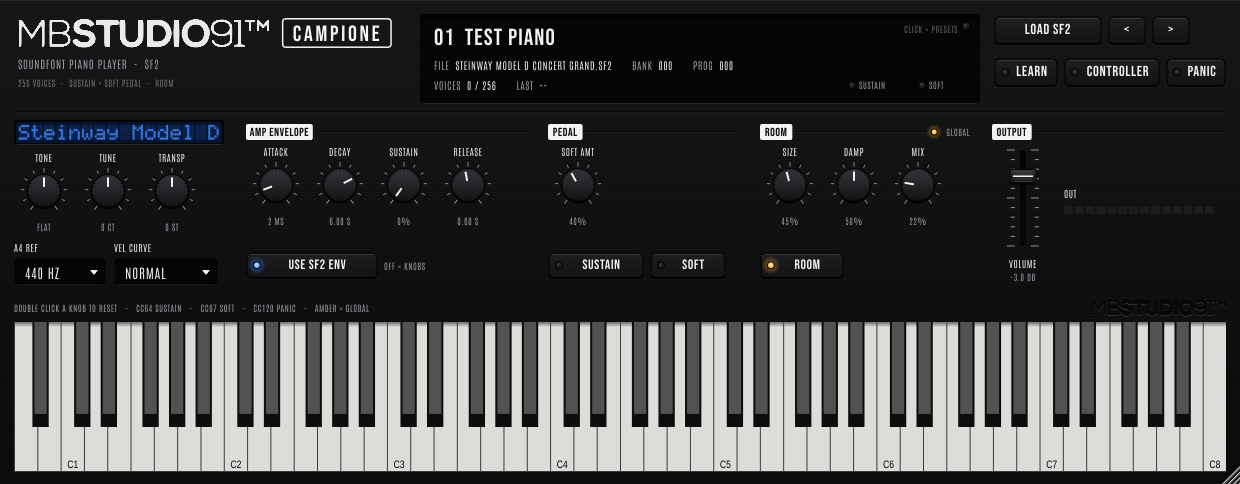 MBSTUDIO91™ CAMPIONE
SOUNDFONT PIANO PLAYER - SF2
256 VOICES - SUSTAIN + SOFT PEDAL - ROOM
01 TEST PIANO
CLICK = PRESETS
FILE STEINWAY MODEL D CONCERT GRAND.SF2 BANK 000 PROG 000
VOICES 0 / 256 LAST --
SUSTAIN SOFT
LOAD SF2 < >
LEARN CONTROLLER PANIC
Steinway Model D
TONE TUNE TRANSP
FLAT 0 CT 0 ST
A4 REF VEL CURVE
440 HZ NORMAL
AMP ENVELOPE
ATTACK DECAY SUSTAIN RELEASE
2 MS 6.00 S 0% 0.60 S
USE SF2 ENV OFF = KNOBS
PEDAL
SOFT AMT
40%
SUSTAIN SOFT
ROOM GLOBAL
SIZE DAMP MIX
45% 50% 22%
ROOM
OUTPUT
OUT
VOLUME
-3.0 DB
DOUBLE CLICK A KNOB TO RESET - CC64 SUSTAIN - CC67 SOFT - CC120 PANIC - AMBER = GLOBAL
MBSTUDIO91™
C1 C2 C3 C4 C5 C6 C7 C8